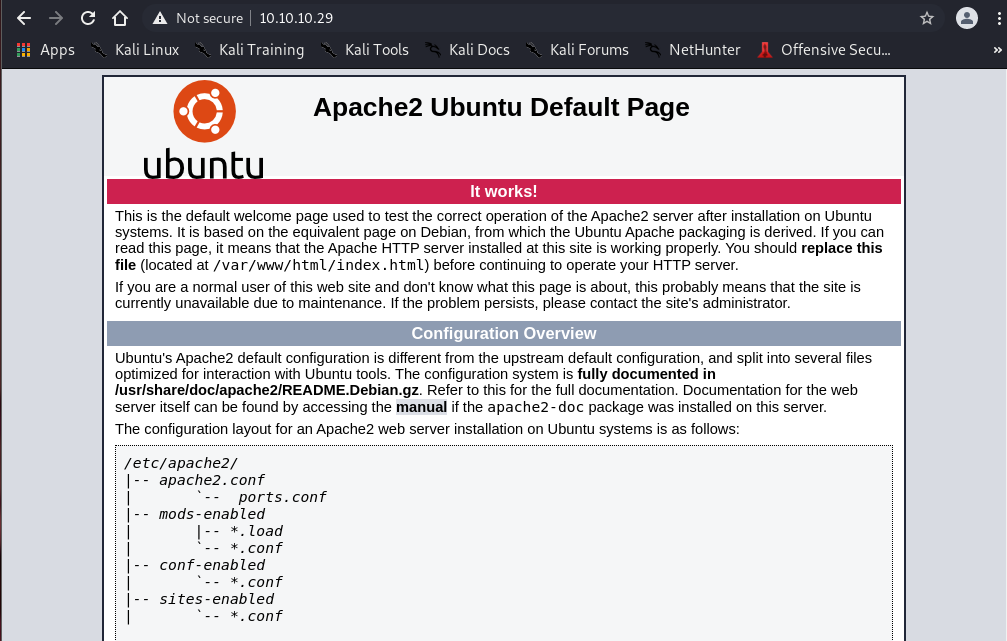 Not secure | 10.10.10.29
Apps Kali Linux Kali Training Kali Tools Kali Docs Kali Forums NetHunter Offensive Secu... »
ubuntu
Apache2 Ubuntu Default Page
It works!
This is the default welcome page used to test the correct operation of the Apache2 server after installation on Ubuntu
systems. It is based on the equivalent page on Debian, from which the Ubuntu Apache packaging is derived. If you can
read this page, it means that the Apache HTTP server installed at this site is working properly. You should replace this
file (located at /var/www/html/index.html) before continuing to operate your HTTP server.
If you are a normal user of this web site and don't know what this page is about, this probably means that the site is
currently unavailable due to maintenance. If the problem persists, please contact the site's administrator.
Configuration Overview
Ubuntu's Apache2 default configuration is different from the upstream default configuration, and split into several files
optimized for interaction with Ubuntu tools. The configuration system is fully documented in
/usr/share/doc/apache2/README.Debian.gz. Refer to this for the full documentation. Documentation for the web
server itself can be found by accessing the manual if the apache2-doc package was installed on this server.
The configuration layout for an Apache2 web server installation on Ubuntu systems is as follows:
/etc/apache2/
|-- apache2.conf
|       `--  ports.conf
|-- mods-enabled
|       |-- *.load
|       `-- *.conf
|-- conf-enabled
|       `-- *.conf
|-- sites-enabled
|       `-- *.conf